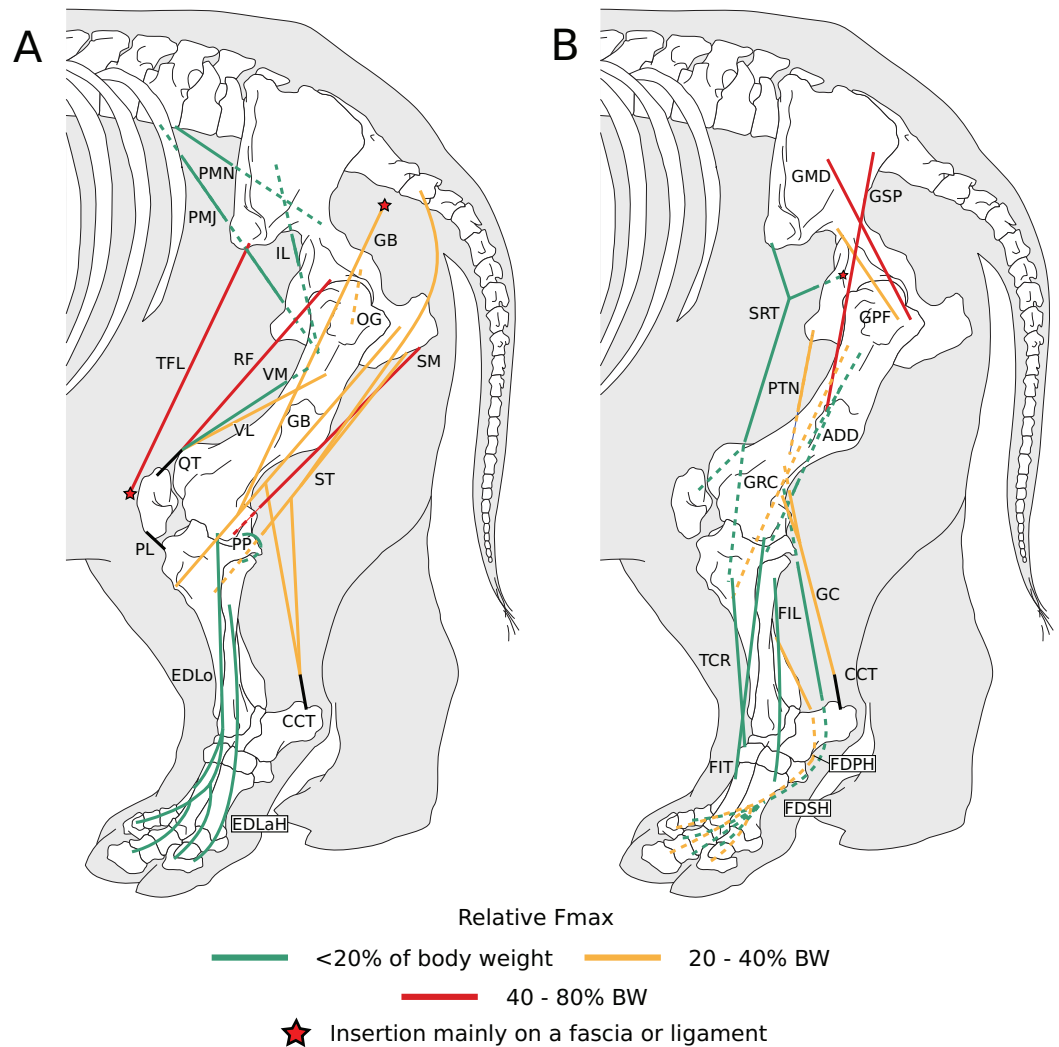 A
B
PMN
PMJ
IL
GB
OG
TFL
RF
VM
SM
VL
GB
QT
ST
PL
PP
EDLo
CCT
EDLaH
GMD
GSP
SRT
GPF
PTN
ADD
GRC
GC
FIL
TCR
CCT
FIT
FDPH
FDSH
Relative Fmax
<20% of body weight
20 - 40% BW
40 - 80% BW
Insertion mainly on a fascia or ligament